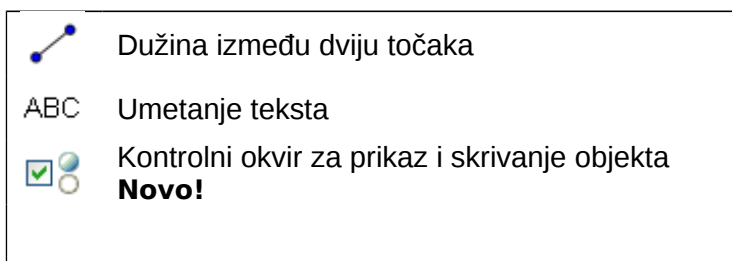 Dužina između dviju točaka
ABC Umetanje teksta
Kontrolni okvir za prikaz i skrivanje objekta
Novo!